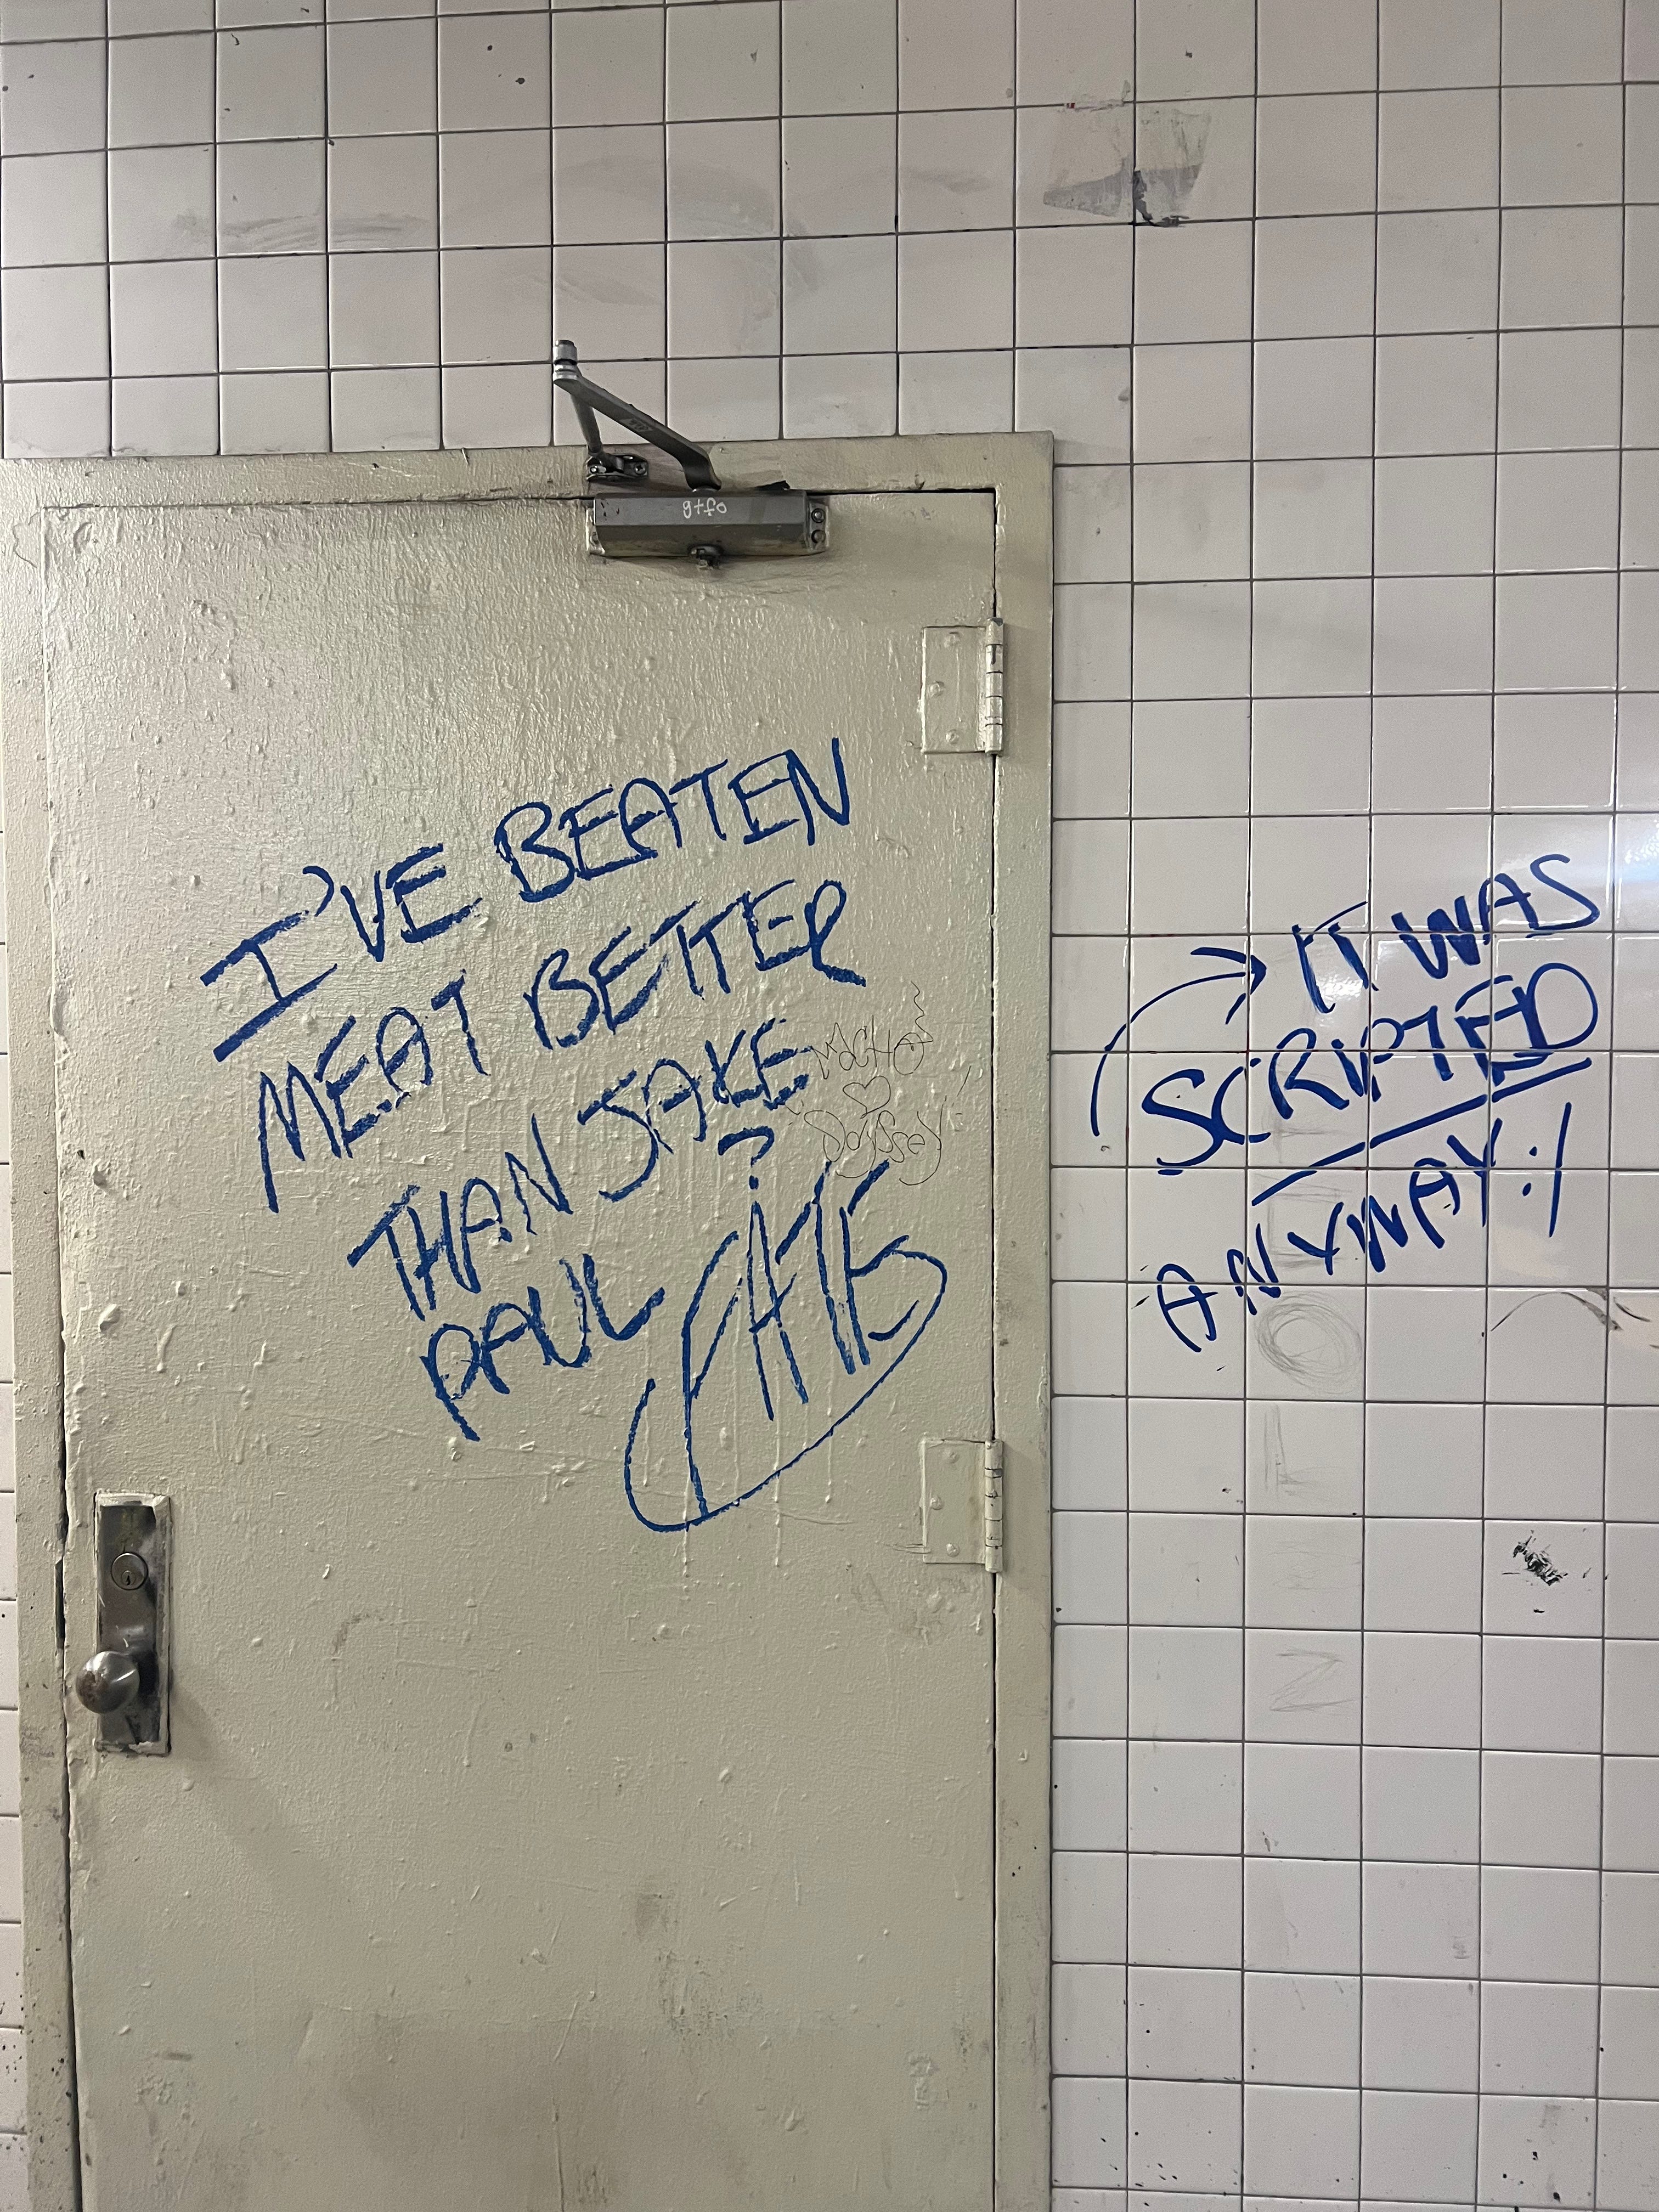 gtfo
I'VE BEATEN
MEAT BETTER
THAN JAKE
PAUL
?
IT WAS
SCRIPTED
ANYWAY :/